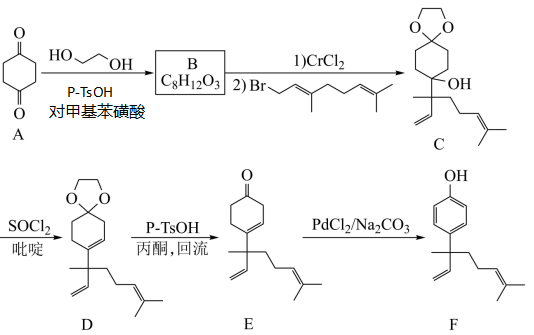 O
O
A
HO
OH
P-TsOH
对甲基苯磺酸
B
C₈H₁₂O₃
1)CrCl₂
2) Br
O O
OH
C
SOCl₂
吡啶
O O
D
P-TsOH
丙酮,回流
O
E
PdCl₂/Na₂CO₃
OH
F